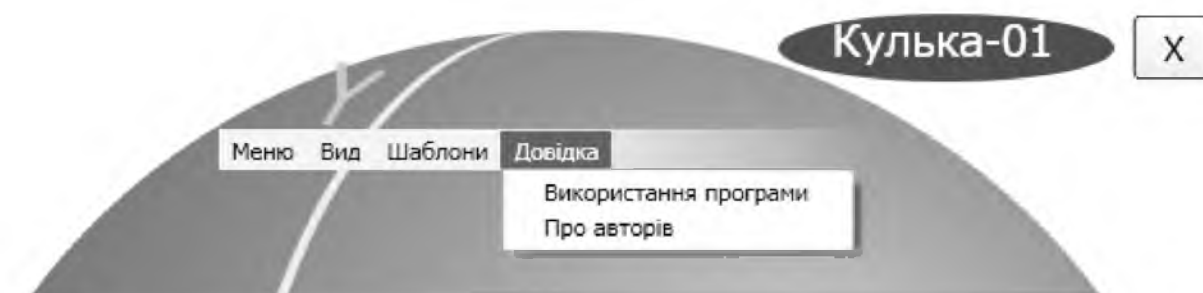 Кулька-01
X
Меню Вид Шаблони Довідка
Використання програми
Про авторів